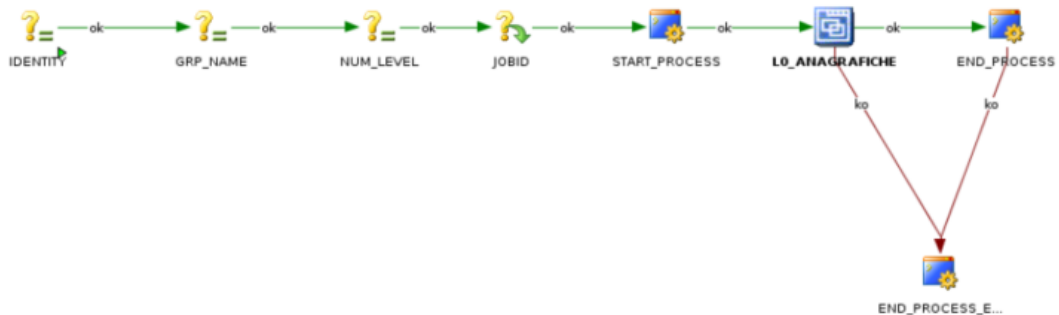 ok ok ok ok ok ok
IDENTITY GRP_NAME NUM_LEVEL JOBID START_PROCESS L0_ANAGRAFICHE END_PROCESS
ko ko
END_PROCESS_E...